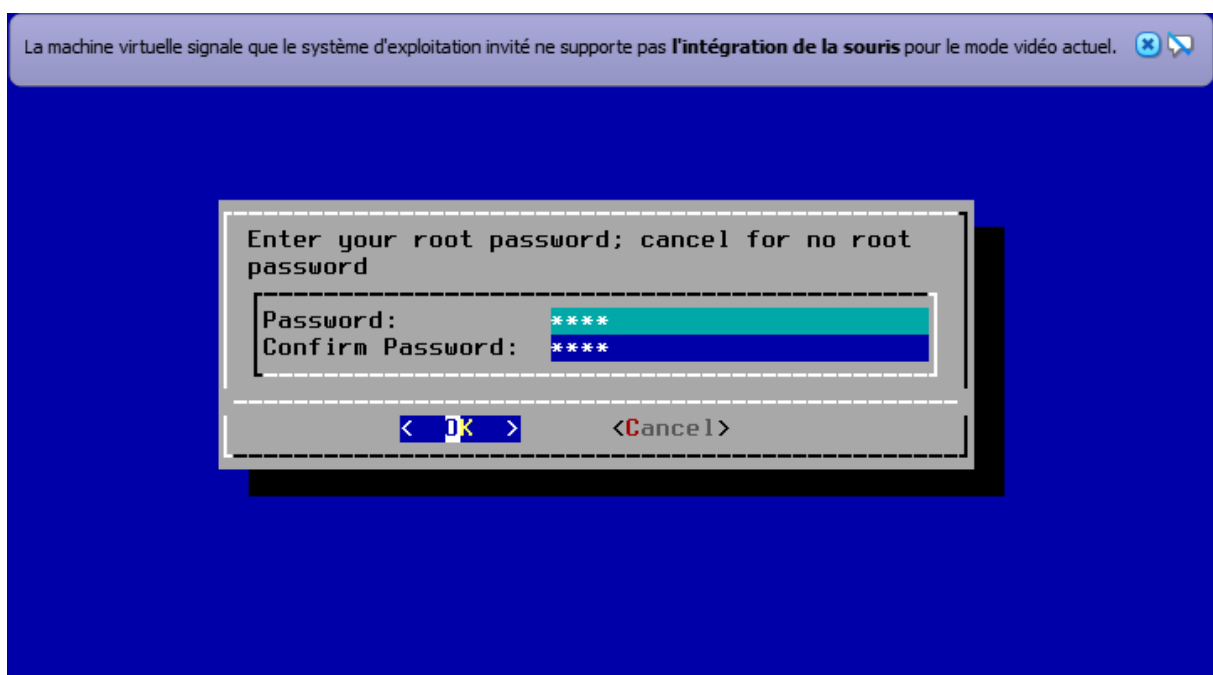 La machine virtuelle signale que le système d'exploitation invité ne supporte pas l'intégration de la souris pour le mode vidéo actuel.
Enter your root password; cancel for no root
password
Password: ****
Confirm Password: ****
< OK > <Cancel>